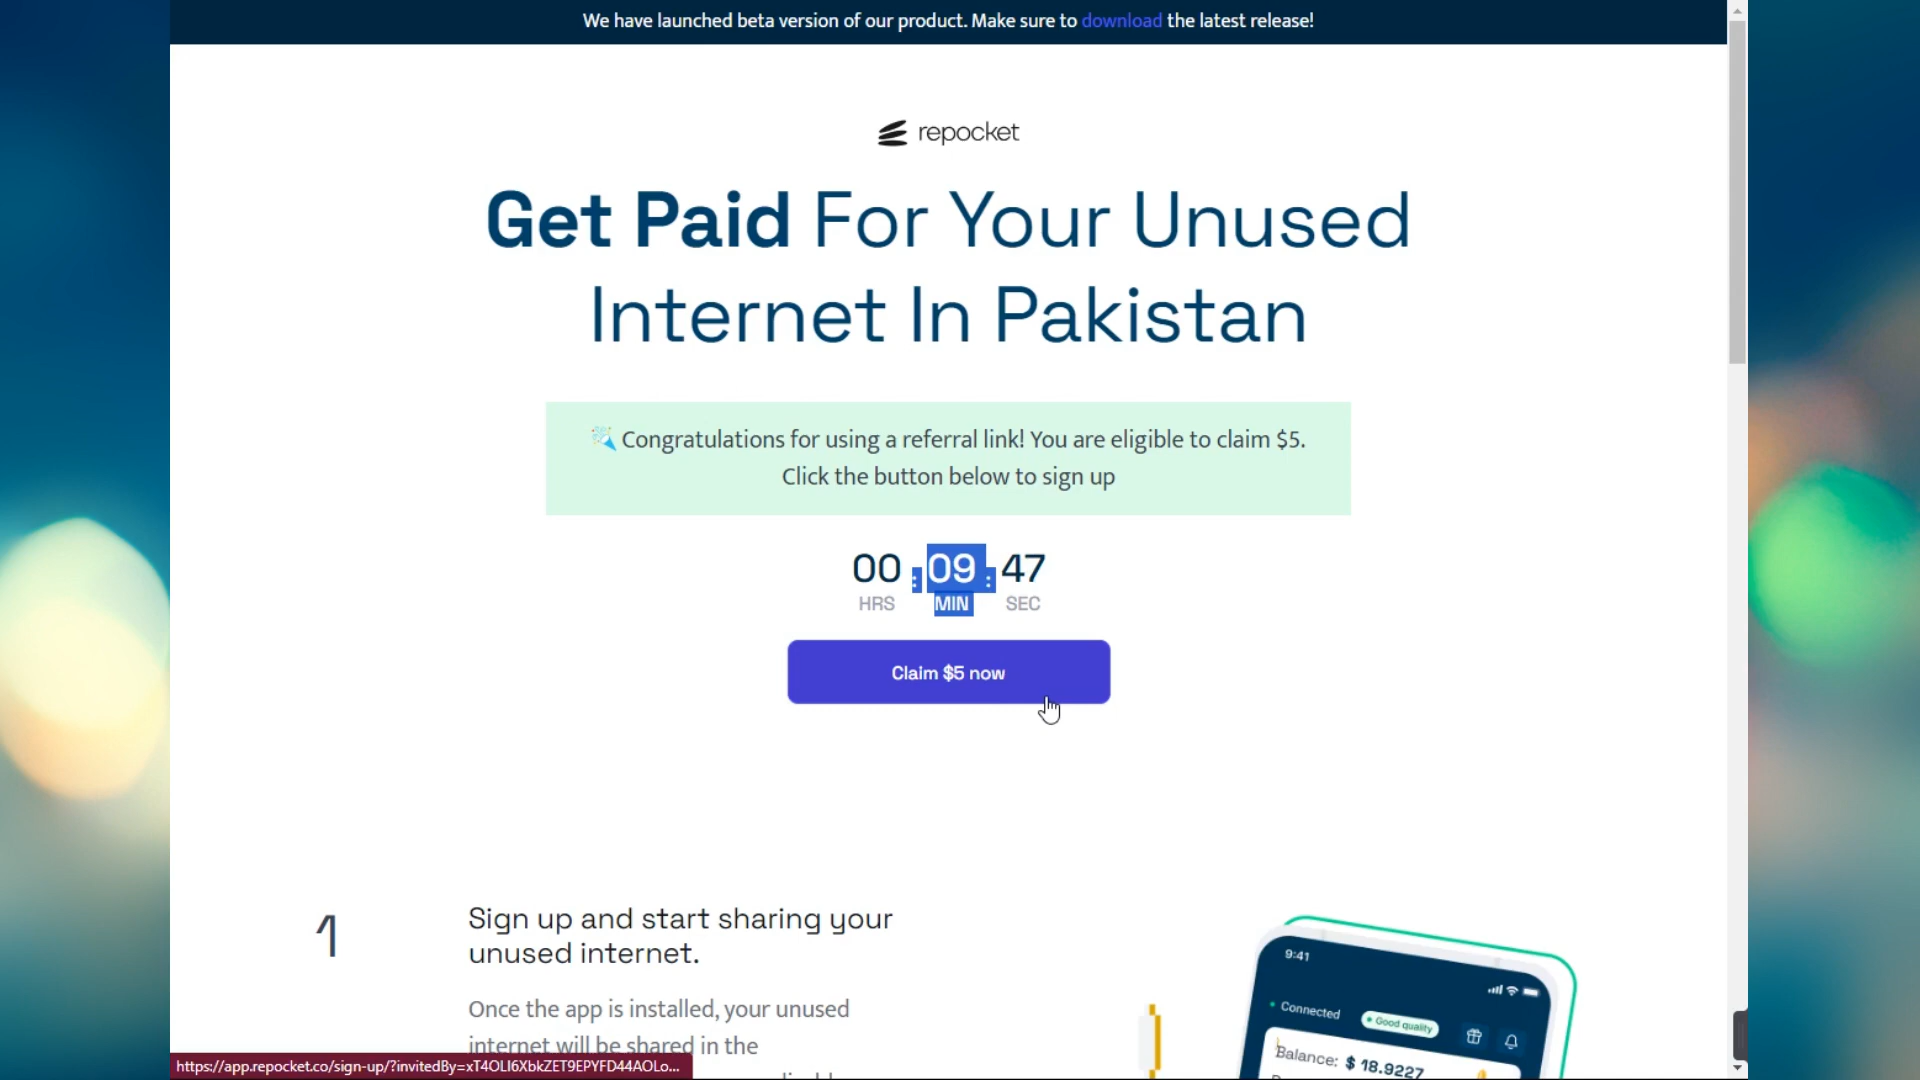 We have launched beta version of our product. Make sure to download the latest release!
repocket
Get Paid For Your Unused
Internet In Pakistan
Congratulations for using a referral link! You are eligible to claim $5.
Click the button below to sign up
00 : 09 : 47
HRS MIN SEC
Claim $5 now
1
Sign up and start sharing your
unused internet.
Once the app is installed, your unused
internet will be shared in the
9:41
Connected
Good quality
Balance: $ 18.9227
https://app.repocket.co/sign-up/?invitedBy=xT4OLI6XbkZET9EPYFD44AOLo...